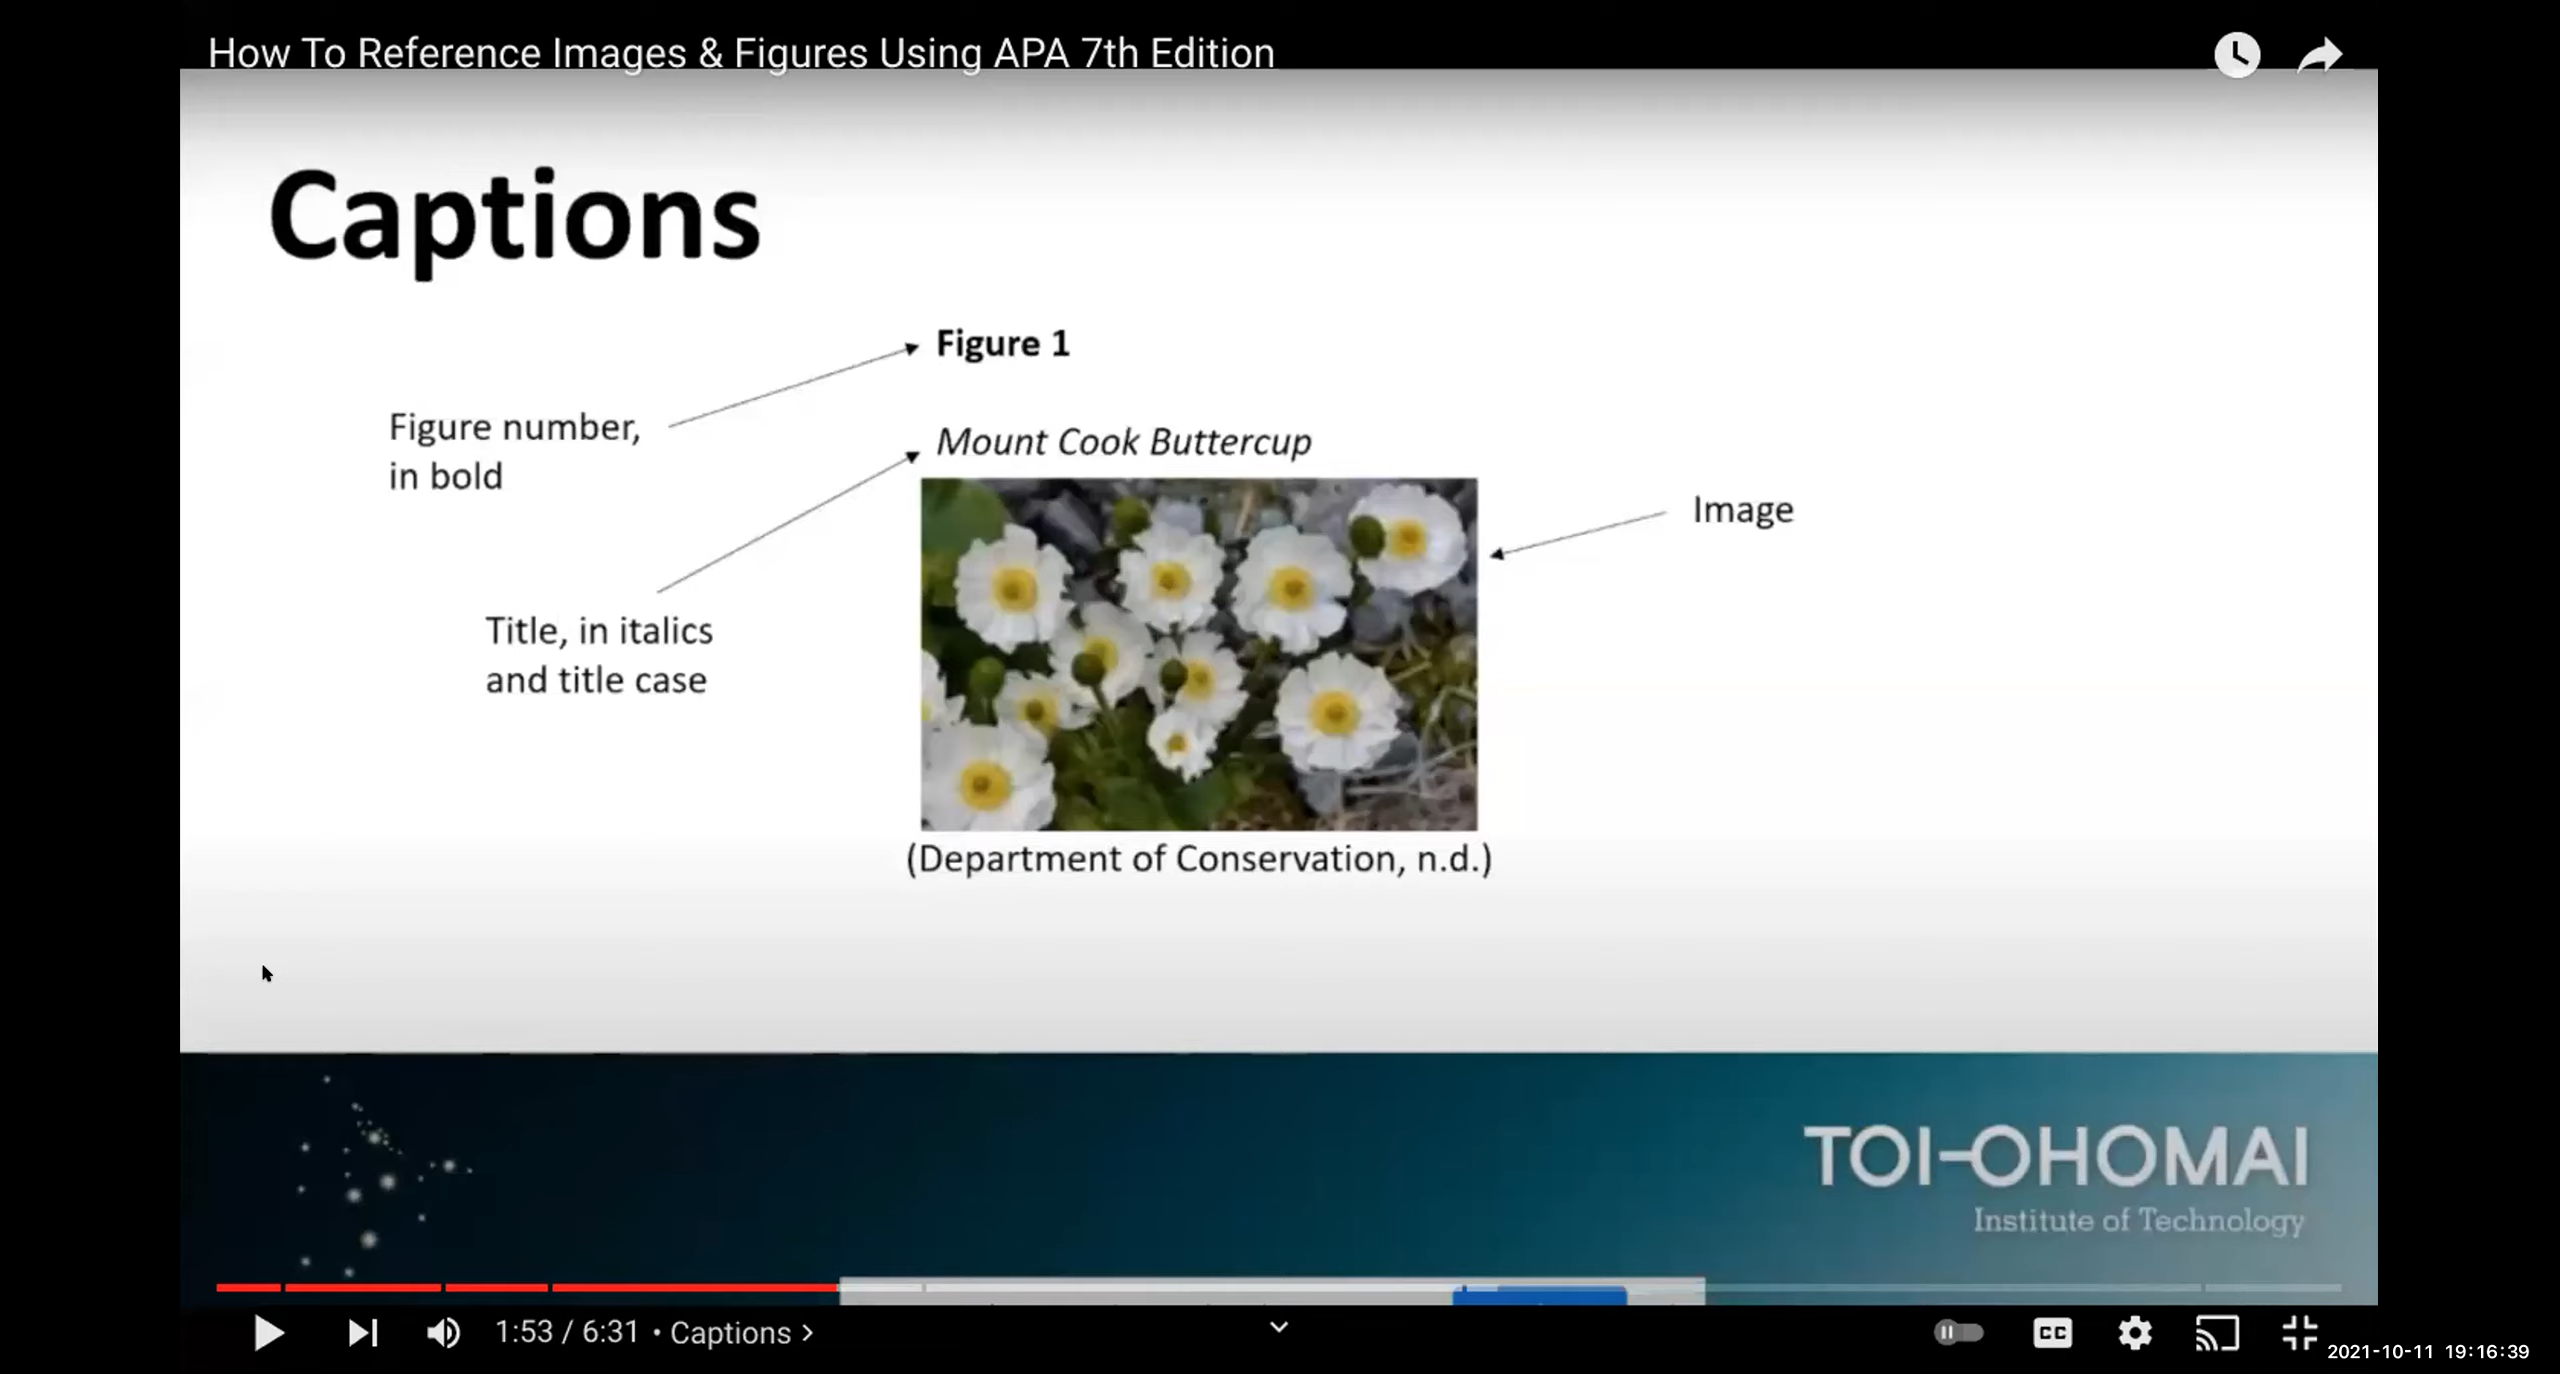 How To Reference Images & Figures Using APA 7th Edition
Captions
Figure 1
Figure number,
in bold
Mount Cook Buttercup
Image
Title, in italics
and title case
(Department of Conservation, n.d.)
TOI-OHOMAI
Institute of Technology
1:53 / 6:31 • Captions >
CC
2021-10-11 19:16:39